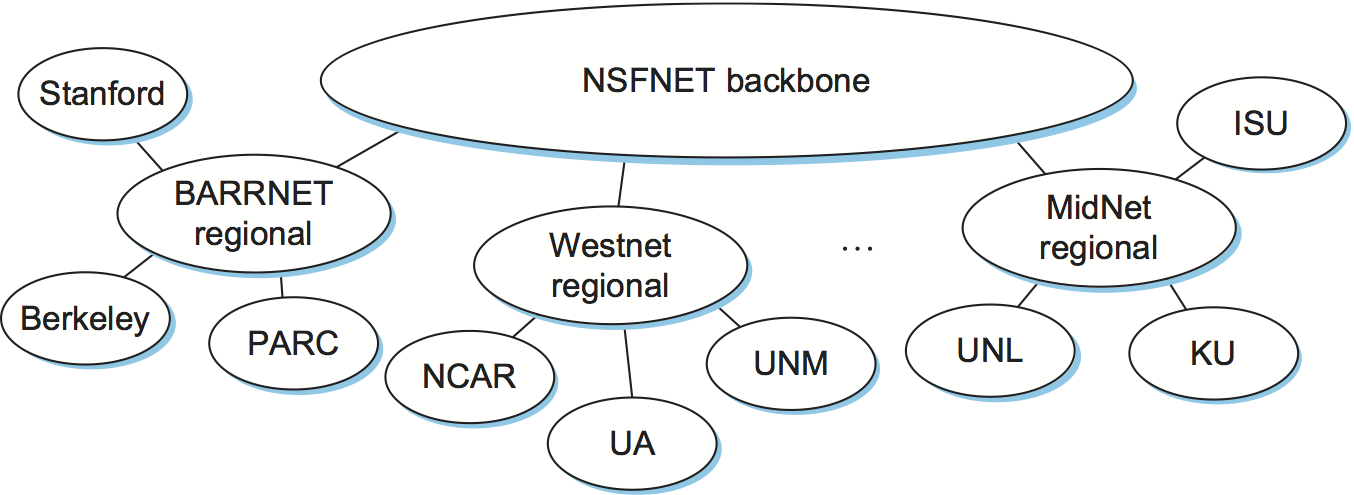 NSFNET backbone
Stanford
ISU
BARRNET
regional
MidNet
regional
Westnet
regional
...
Berkeley
PARC
NCAR
UNM
UNL
KU
UA